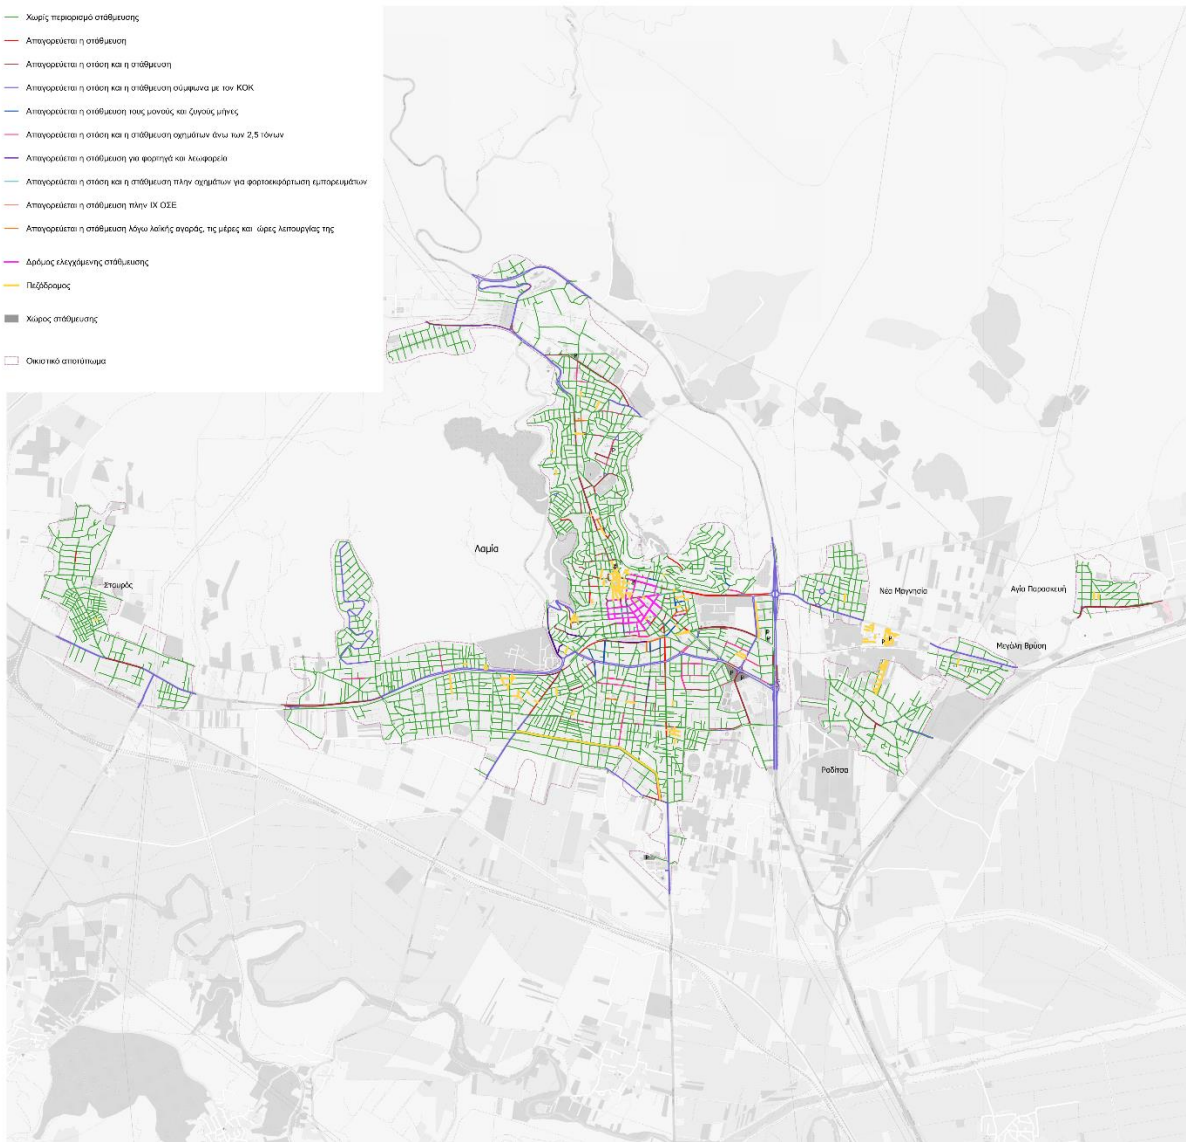 Χωρίς περιορισμό στάθμευσης
Απαγορεύεται η στάθμευση
Απαγορεύεται η στάση και η στάθμευση
Απαγορεύεται η στάση και η στάθμευση σύμφωνα με τον ΚΟΚ
Απαγορεύεται η στάθμευση τους μονούς και ζυγούς μήνες
Απαγορεύεται η στάση και η στάθμευση οχημάτων άνω των 2,5 τόνων
Απαγορεύεται η στάθμευση για φορτηγά και λεωφορεία
Απαγορεύεται η στάση και η στάθμευση πλην οχημάτων για φορτοεκφόρτωση εμπορευμάτων
Απαγορεύεται η στάθμευση πλην ΙΧ ΟΣΕ
Απαγορεύεται η στάθμευση λόγω λαϊκής αγοράς, τις μέρες και ώρες λειτουργίας της
Δρόμος ελεγχόμενης στάθμευσης
Πεζόδρομος
Χώρος στάθμευσης
Οικιστικό αποτύπωμα
Λαμία
Σταυρός
Νέα Μαγνησία
Αγία Παρασκευή
P
P
P P
Μεγάλη Βρύση
P
Ροδίτσα